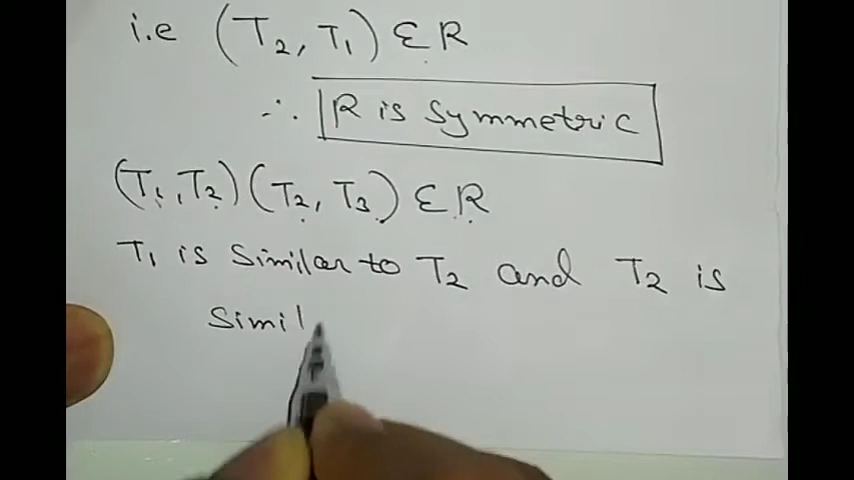 i.e (T₂, T₁) Ɛ R
∴ R is symmetric
(T₁, T₂) (T₂, T₃) Ɛ R
T₁ is similar to T₂ and T₂ is
simil